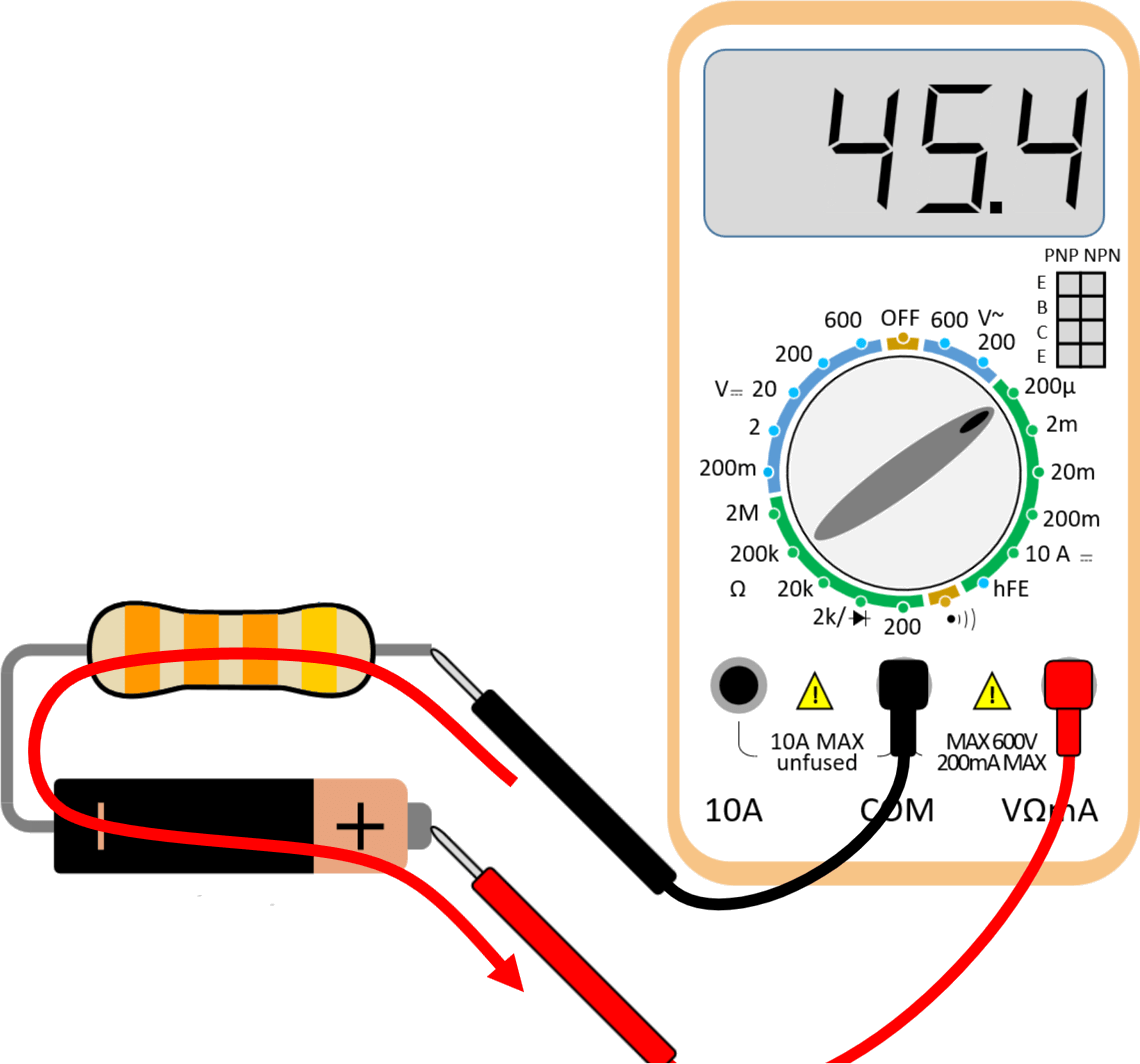 45.4
PNP NPN
E
B
C
E
600 OFF 600 V~
200 200
V⎓ 20 200µ
2 2m
200m 20m
2M 200m
200k 10 A ⎓
Ω 20k hFE
2k/ 200 •)))
! !
10A MAX
unfused
MAX 600V
200mA MAX
10A COM VΩmA
− +